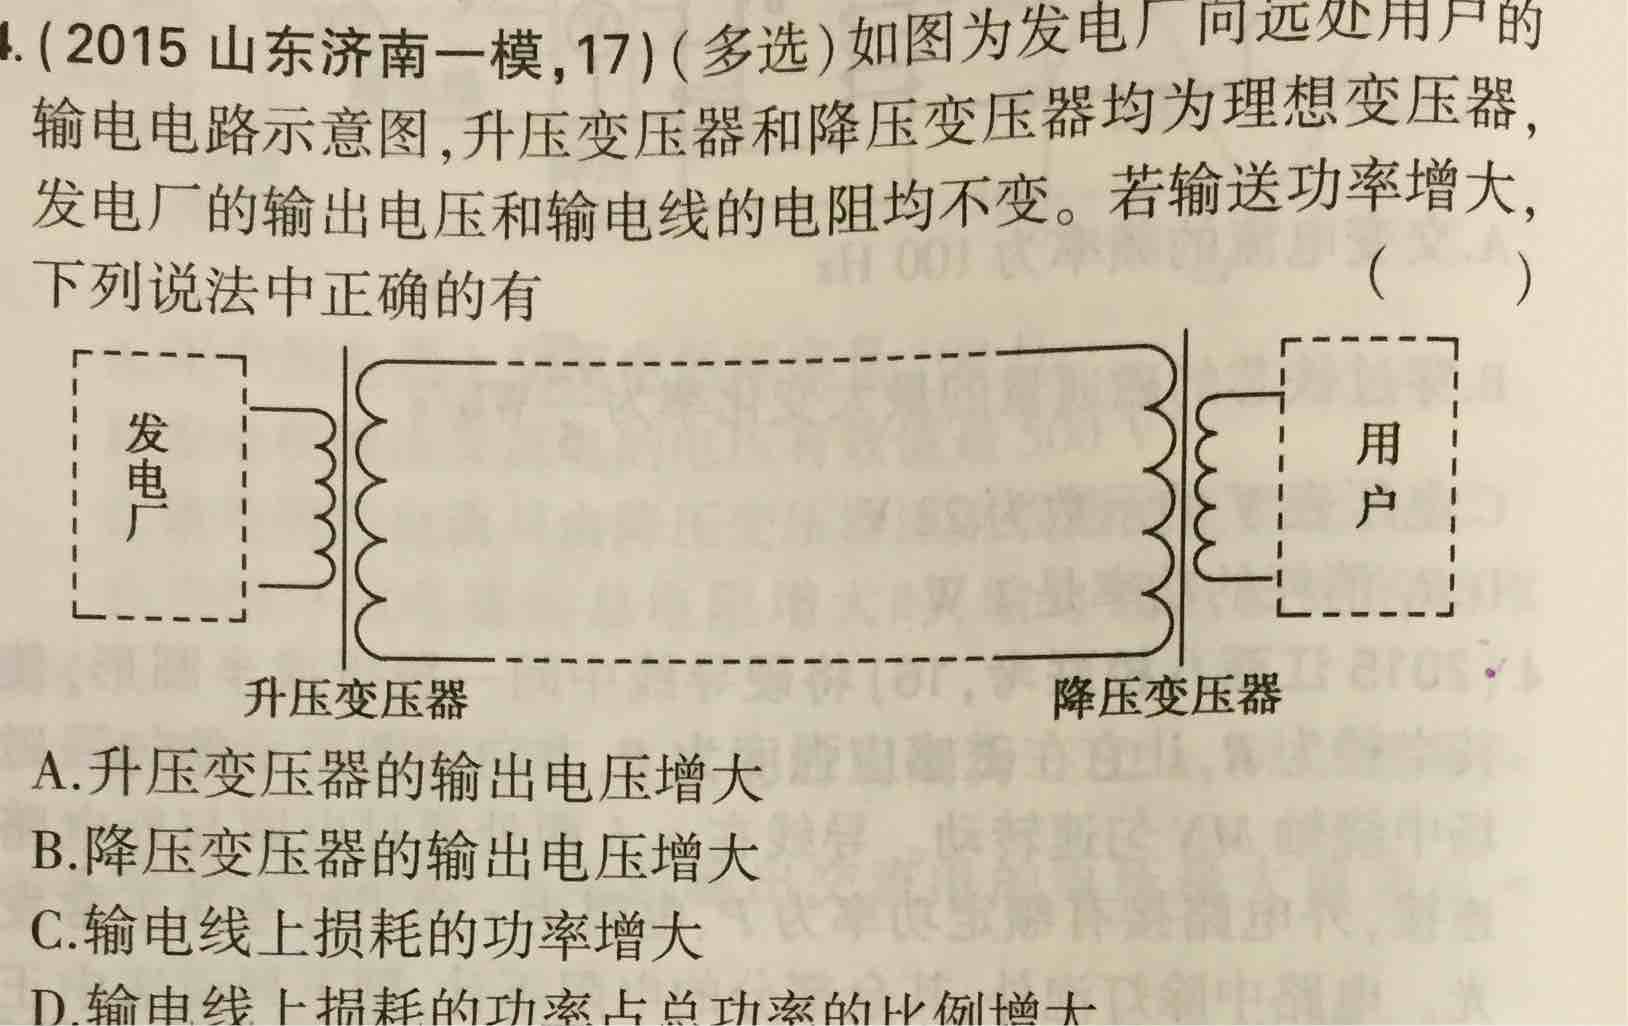 4.(2015 山东济南一模,17)(多选)如图为发电厂向远处用户的
输电电路示意图,升压变压器和降压变压器均为理想变压器,
发电厂的输出电压和输电线的电阻均不变。若输送功率增大,
下列说法中正确的有 (  )
发电厂
用户
升压变压器
降压变压器
A.升压变压器的输出电压增大
B.降压变压器的输出电压增大
C.输电线上损耗的功率增大
D.输电线上损耗的功率占总功率的比例增大